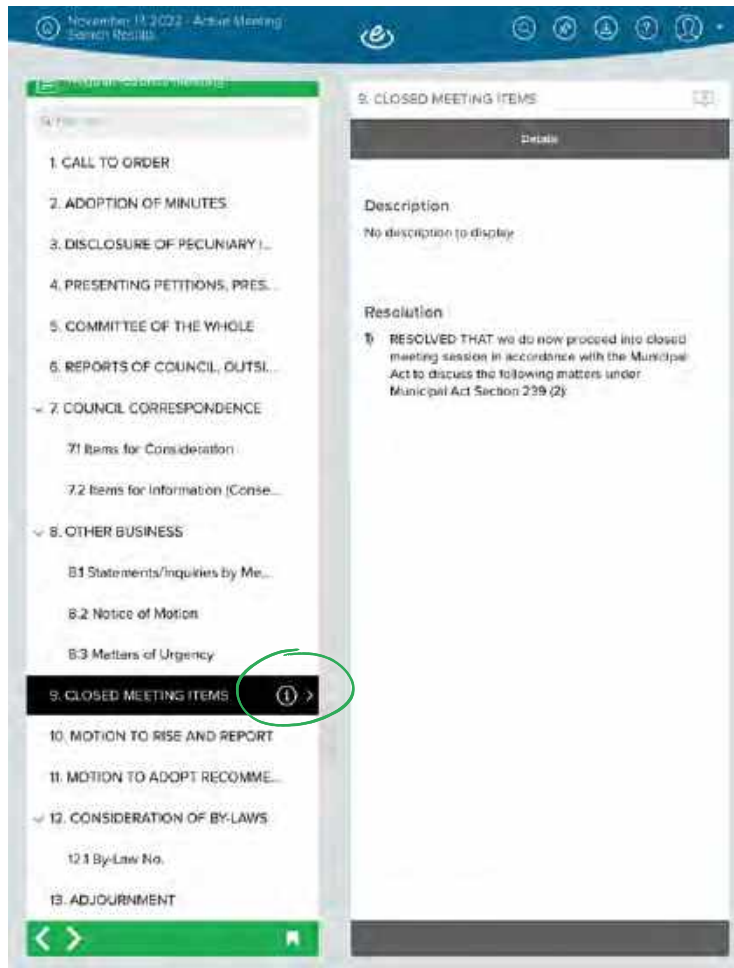 November 17, 2022 - Active Meeting
Search Results
e
?
Regular Council Meeting
1. CALL TO ORDER
2. ADOPTION OF MINUTES
3. DISCLOSURE OF PECUNIARY I...
4. PRESENTING PETITIONS, PRES...
5. COMMITTEE OF THE WHOLE
6. REPORTS OF COUNCIL, OUTSI...
7. COUNCIL CORRESPONDENCE
7.1 Items for Consideration
7.2 Items for Information (Conse...
8. OTHER BUSINESS
8.1 Statements/Inquiries by Me...
8.2 Notice of Motion
8.3 Matters of Urgency
9. CLOSED MEETING ITEMS
10. MOTION TO RISE AND REPORT
11. MOTION TO ADOPT RECOMME...
12. CONSIDERATION OF BY-LAWS
12.1 By-Law No.
13. ADJOURNMENT
9. CLOSED MEETING ITEMS
Details
Description
No description to display
Resolution
1) RESOLVED THAT we do now proceed into closed
meeting session in accordance with the Municipal
Act to discuss the following matters under
Municipal Act Section 239 (2):